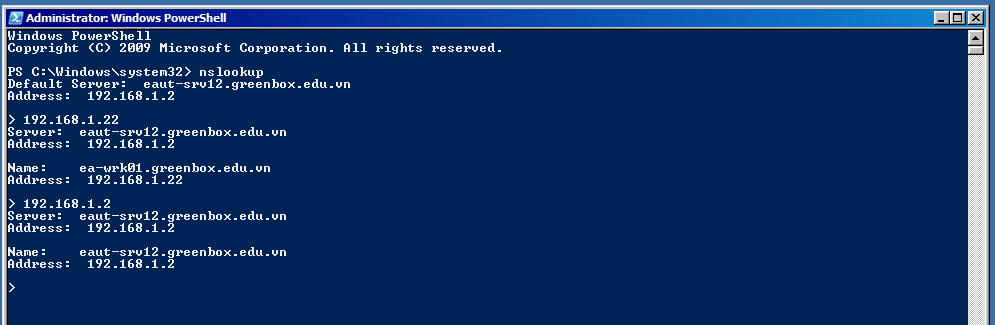 Administrator: Windows PowerShell
Windows PowerShell
Copyright (C) 2009 Microsoft Corporation. All rights reserved.
PS C:\Windows\system32> nslookup
Default Server:  eaut-srv12.greenbox.edu.vn
Address:  192.168.1.2
> 192.168.1.22
Server:  eaut-srv12.greenbox.edu.vn
Address:  192.168.1.2
Name:    ea-wrk01.greenbox.edu.vn
Address:  192.168.1.22
> 192.168.1.2
Server:  eaut-srv12.greenbox.edu.vn
Address:  192.168.1.2
Name:    eaut-srv12.greenbox.edu.vn
Address:  192.168.1.2
>